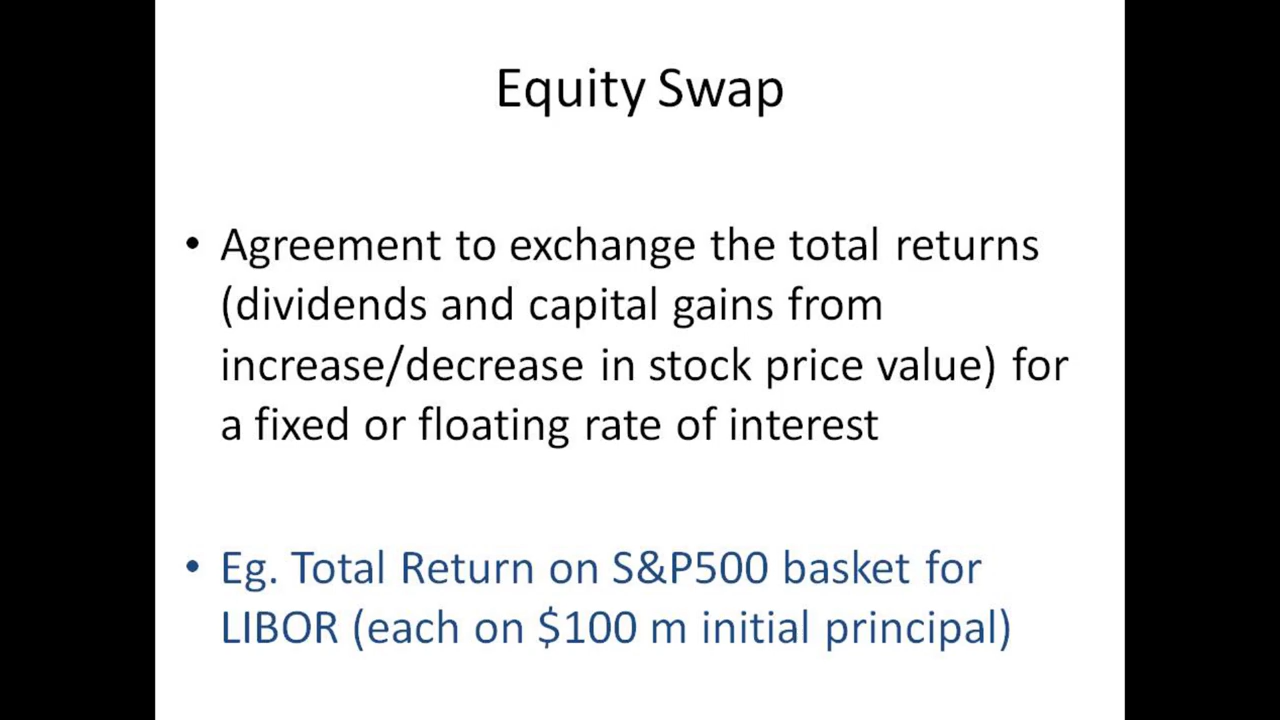 Equity Swap
• Agreement to exchange the total returns
(dividends and capital gains from
increase/decrease in stock price value) for
a fixed or floating rate of interest
• Eg. Total Return on S&P500 basket for
LIBOR (each on $100 m initial principal)